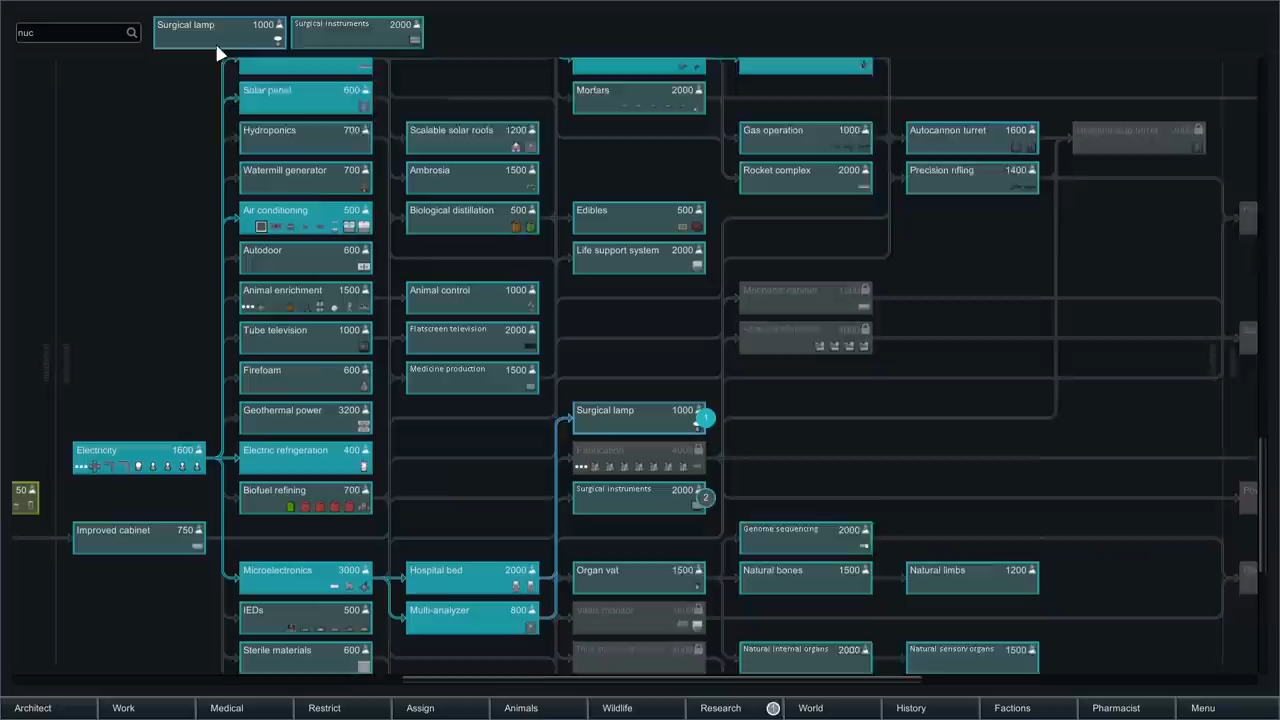 nuc
Surgical lamp 1000
Surgical instruments 2000
Solar panel 600
Mortars 2000
Hydroponics 700
Scalable solar roofs 1200
Gas operation 1000
Autocannon turret 1600
Watermill generator 700
Ambrosia 1500
Rocket complex 2000
Precision rifling 1400
Air conditioning 500
Biological distillation 500
Edibles 500
Autodoor 600
Life support system 2000
Animal enrichment 1500
Animal control 1000
Tube television 1000
Flatscreen television 2000
Firefoam 600
Medicine production 1500
Geothermal power 3200
Surgical lamp 1000
1
Electricity 1600
Electric refrigeration 400
Fabrication 4000
50
Biofuel refining 700
Surgical instruments 2000
2
Improved cabinet 750
Genome sequencing 2000
Microelectronics 3000
Hospital bed 2000
Organ vat 1500
Natural bones 1500
Natural limbs 1200
IEDs 500
Multi-analyzer 800
Vitals monitor
Sterile materials 600
Natural internal organs 2000
Natural sensory organs 1500
Architect
Work
Medical
Restrict
Assign
Animals
Wildlife
Research
World
History
Factions
Pharmacist
Menu